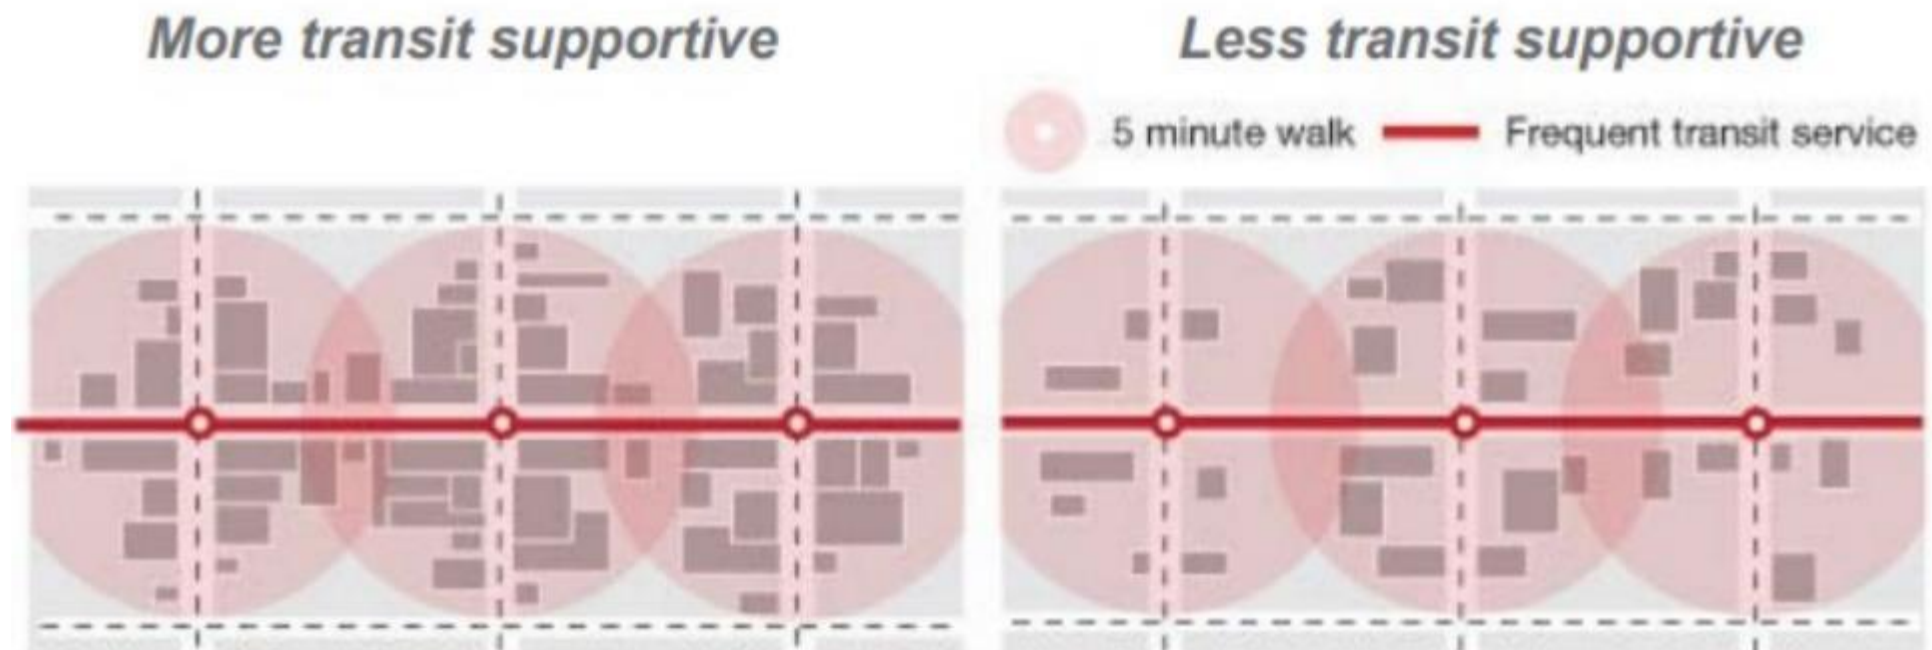 More transit supportive
Less transit supportive
5 minute walk
Frequent transit service